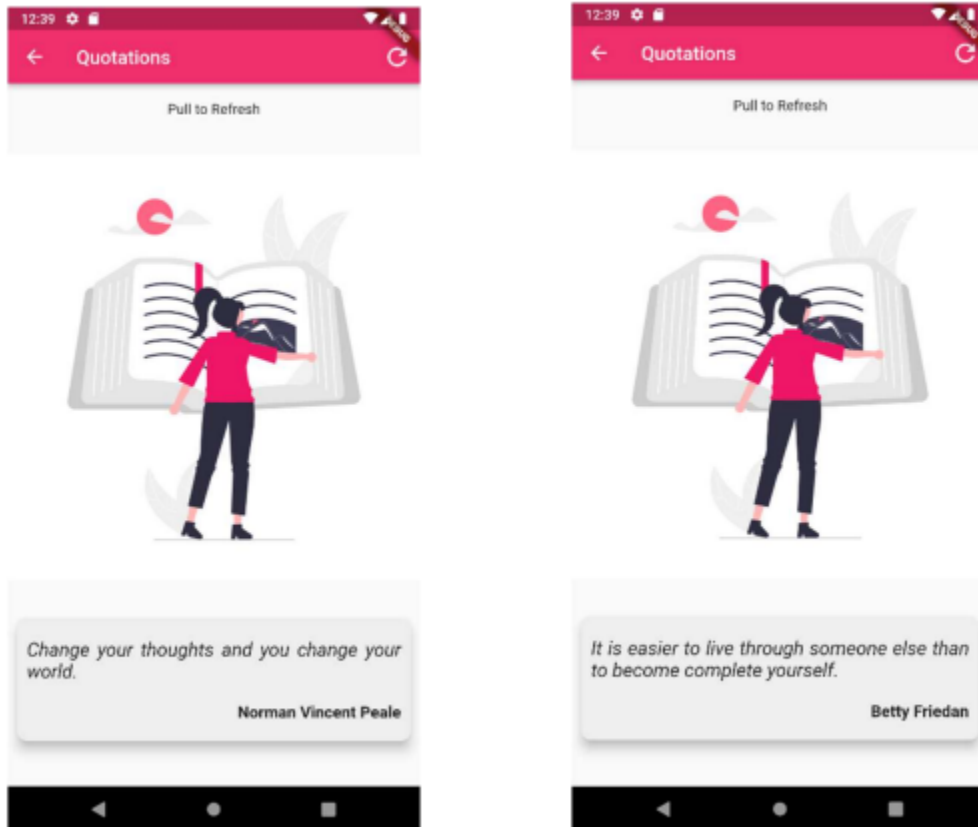 12:39
DEBUG
Quotations
Pull to Refresh
Change your thoughts and you change your
world.
Norman Vincent Peale
12:39
DEBUG
Quotations
Pull to Refresh
It is easier to live through someone else than
to become complete yourself.
Betty Friedan